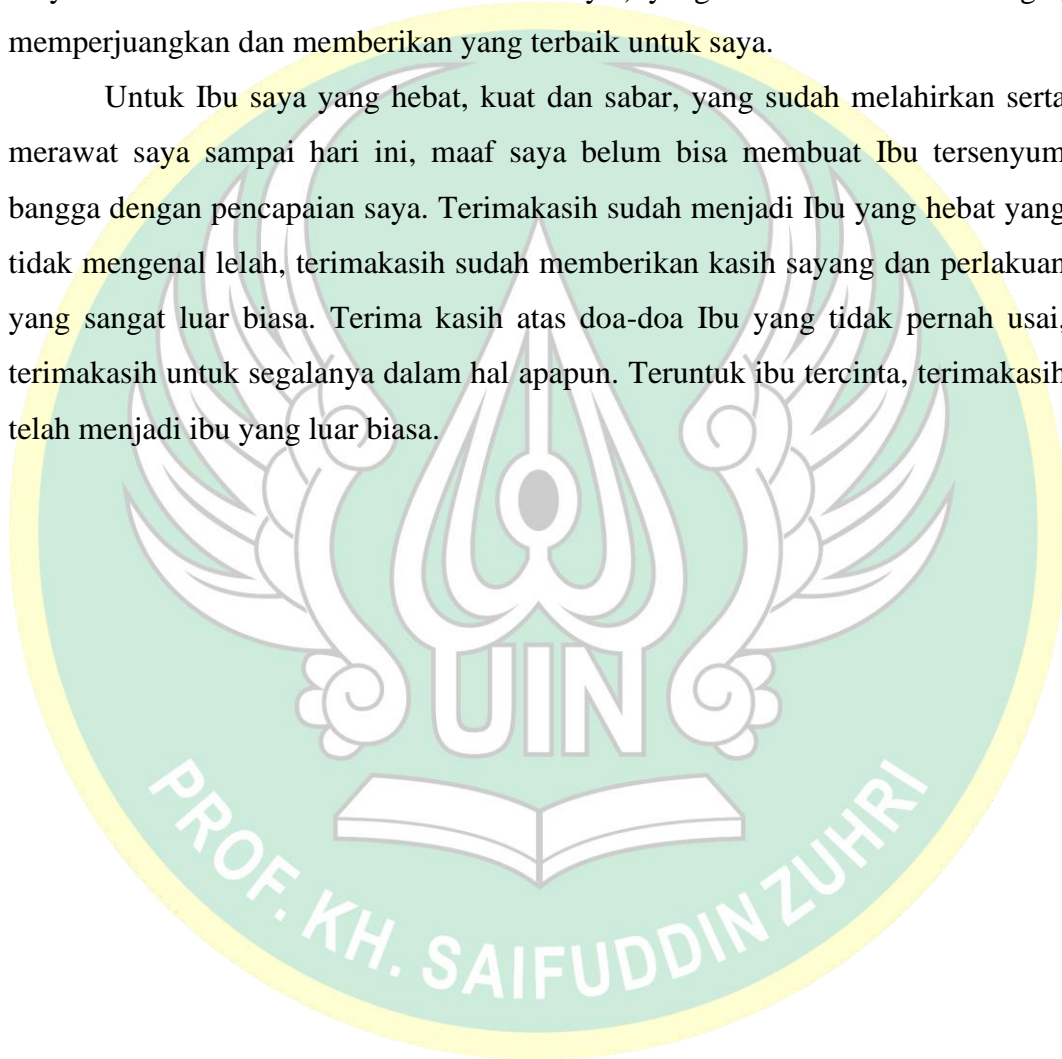 memperjuangkan dan memberikan yang terbaik untuk saya.
Untuk Ibu saya yang hebat, kuat dan sabar, yang sudah melahirkan serta
merawat saya sampai hari ini, maaf saya belum bisa membuat Ibu tersenyum
bangga dengan pencapaian saya. Terimakasih sudah menjadi Ibu yang hebat yang
tidak mengenal lelah, terimakasih sudah memberikan kasih sayang dan perlakuan
yang sangat luar biasa. Terima kasih atas doa-doa Ibu yang tidak pernah usai,
terimakasih untuk segalanya dalam hal apapun. Teruntuk ibu tercinta, terimakasih
telah menjadi ibu yang luar biasa.
UIN
PROF. KH. SAIFUDDIN ZUHRI